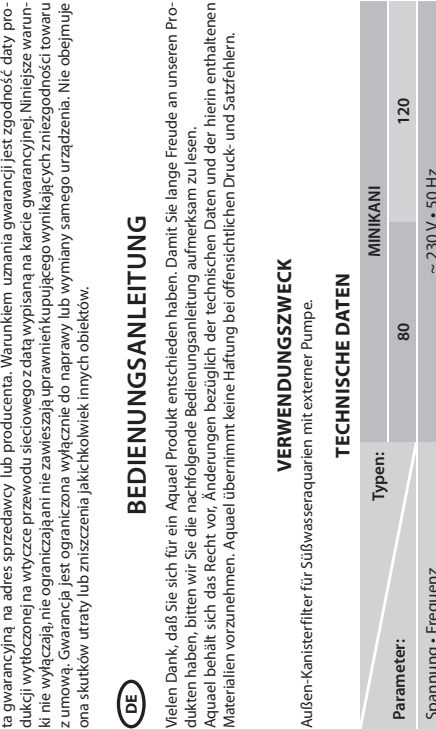 ta gwarancyjną na adres sprzedawcy lub producenta. Warunkiem uznania gwarancji jest zgodność daty pro-
dukcji wytłoczonej na wtyczce przewodu sieciowego z datą wypisaną na karcie gwarancyjnej. Niniejsze warun-
ki nie wyłączają, nie ograniczają ani nie zawieszają uprawnień kupującego wynikających z niezgodności towaru
z umową. Gwarancja jest ograniczona wyłącznie do naprawy lub wymiany samego urządzenia. Nie obejmuje
ona skutków utraty lub zniszczenia jakichkolwiek innych obiektów.
DE
BEDIENUNGSANLEITUNG
Vielen Dank, daß Sie sich für ein Aquael Produkt entschieden haben. Damit Sie lange Freude an unseren Pro-
dukten haben, bitten wir Sie die nachfolgende Bedienungsanleitung aufmerksam zu lesen.
Aquael behält sich das Recht vor, Änderungen bezüglich der technischen Daten und der hierin enthaltenen
Materialien vorzunehmen. Aquael übernimmt keine Haftung bei offensichtlichen Druck- und Satzfehlern.
VERWENDUNGSZWECK
Außen-Kanisterfilter für Süßwasseraquarien mit externer Pumpe.
TECHNISCHE DATEN
Typen: MINIKANI
Parameter: 80 120
Spannung • Frequenz ~ 230 V • 50 Hz